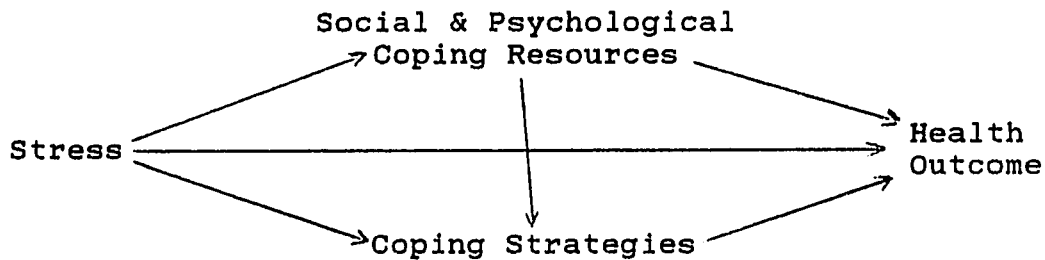 Social & Psychological
Coping Resources
Stress
Health
Outcome
Coping Strategies